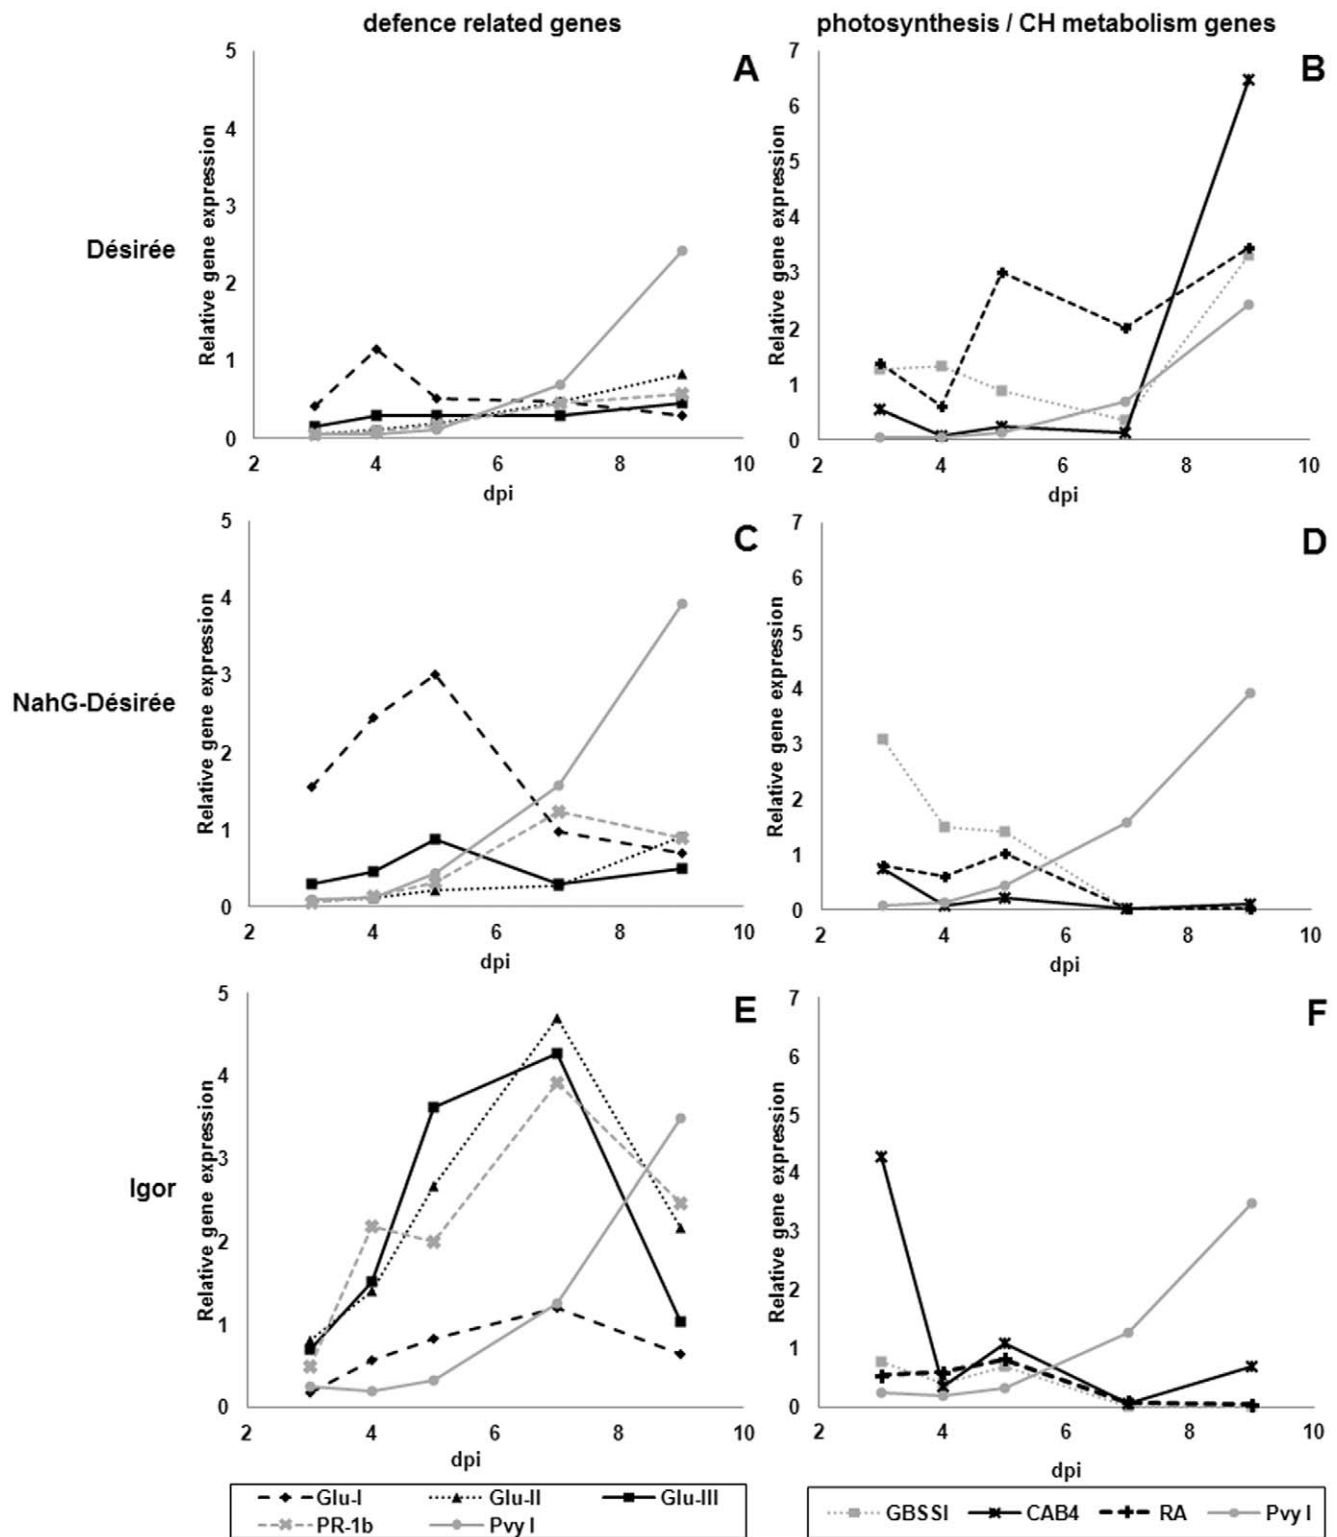 defence related genes
photosynthesis / CH metabolism genes
Désirée
A
Relative gene expression
5
4
3
2
1
0
2 4 6 8 10
dpi
B
Relative gene expression
7
6
5
4
3
2
1
0
2 4 6 8 10
dpi
NahG-Désirée
C
Relative gene expression
5
4
3
2
1
0
2 4 6 8 10
dpi
D
Relative gene expression
7
6
5
4
3
2
1
0
2 4 6 8 10
dpi
Igor
E
Relative gene expression
5
4
3
2
1
0
2 4 6 8 10
dpi
F
Relative gene expression
7
6
5
4
3
2
1
0
2 4 6 8 10
dpi
Glu-I Glu-II Glu-III
PR-1b Pvy I
GBSSI CAB4 RA Pvy I